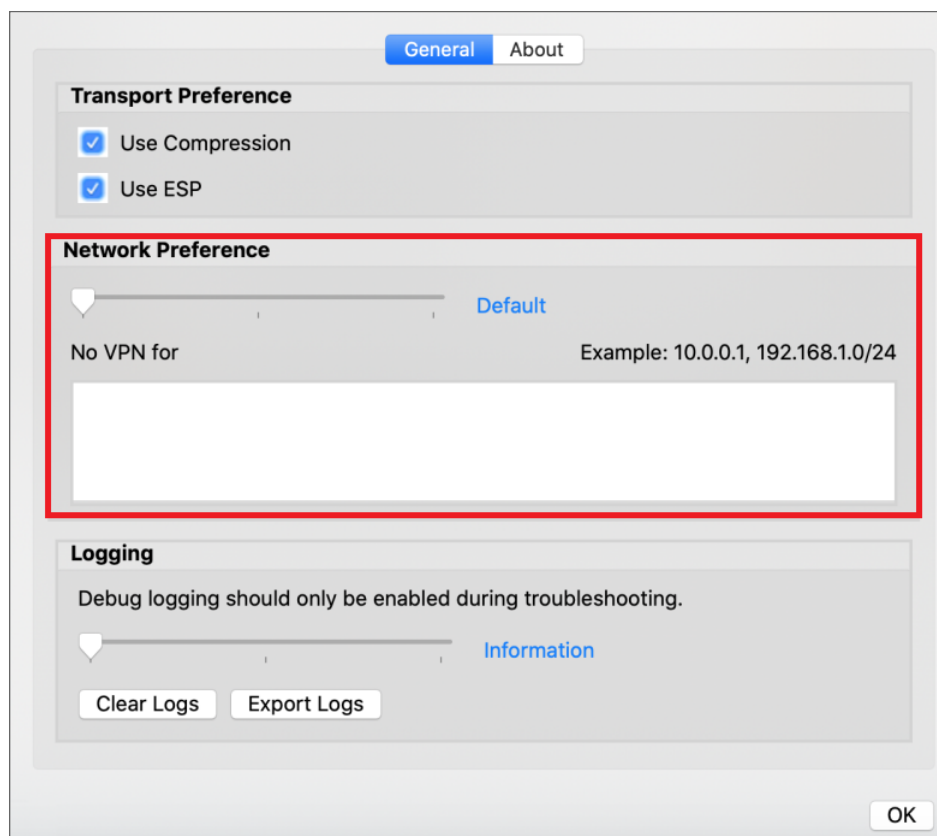 General About
Transport Preference
Use Compression
Use ESP
Network Preference
Default
No VPN for Example: 10.0.0.1, 192.168.1.0/24
Logging
Debug logging should only be enabled during troubleshooting.
Information
Clear Logs Export Logs
OK